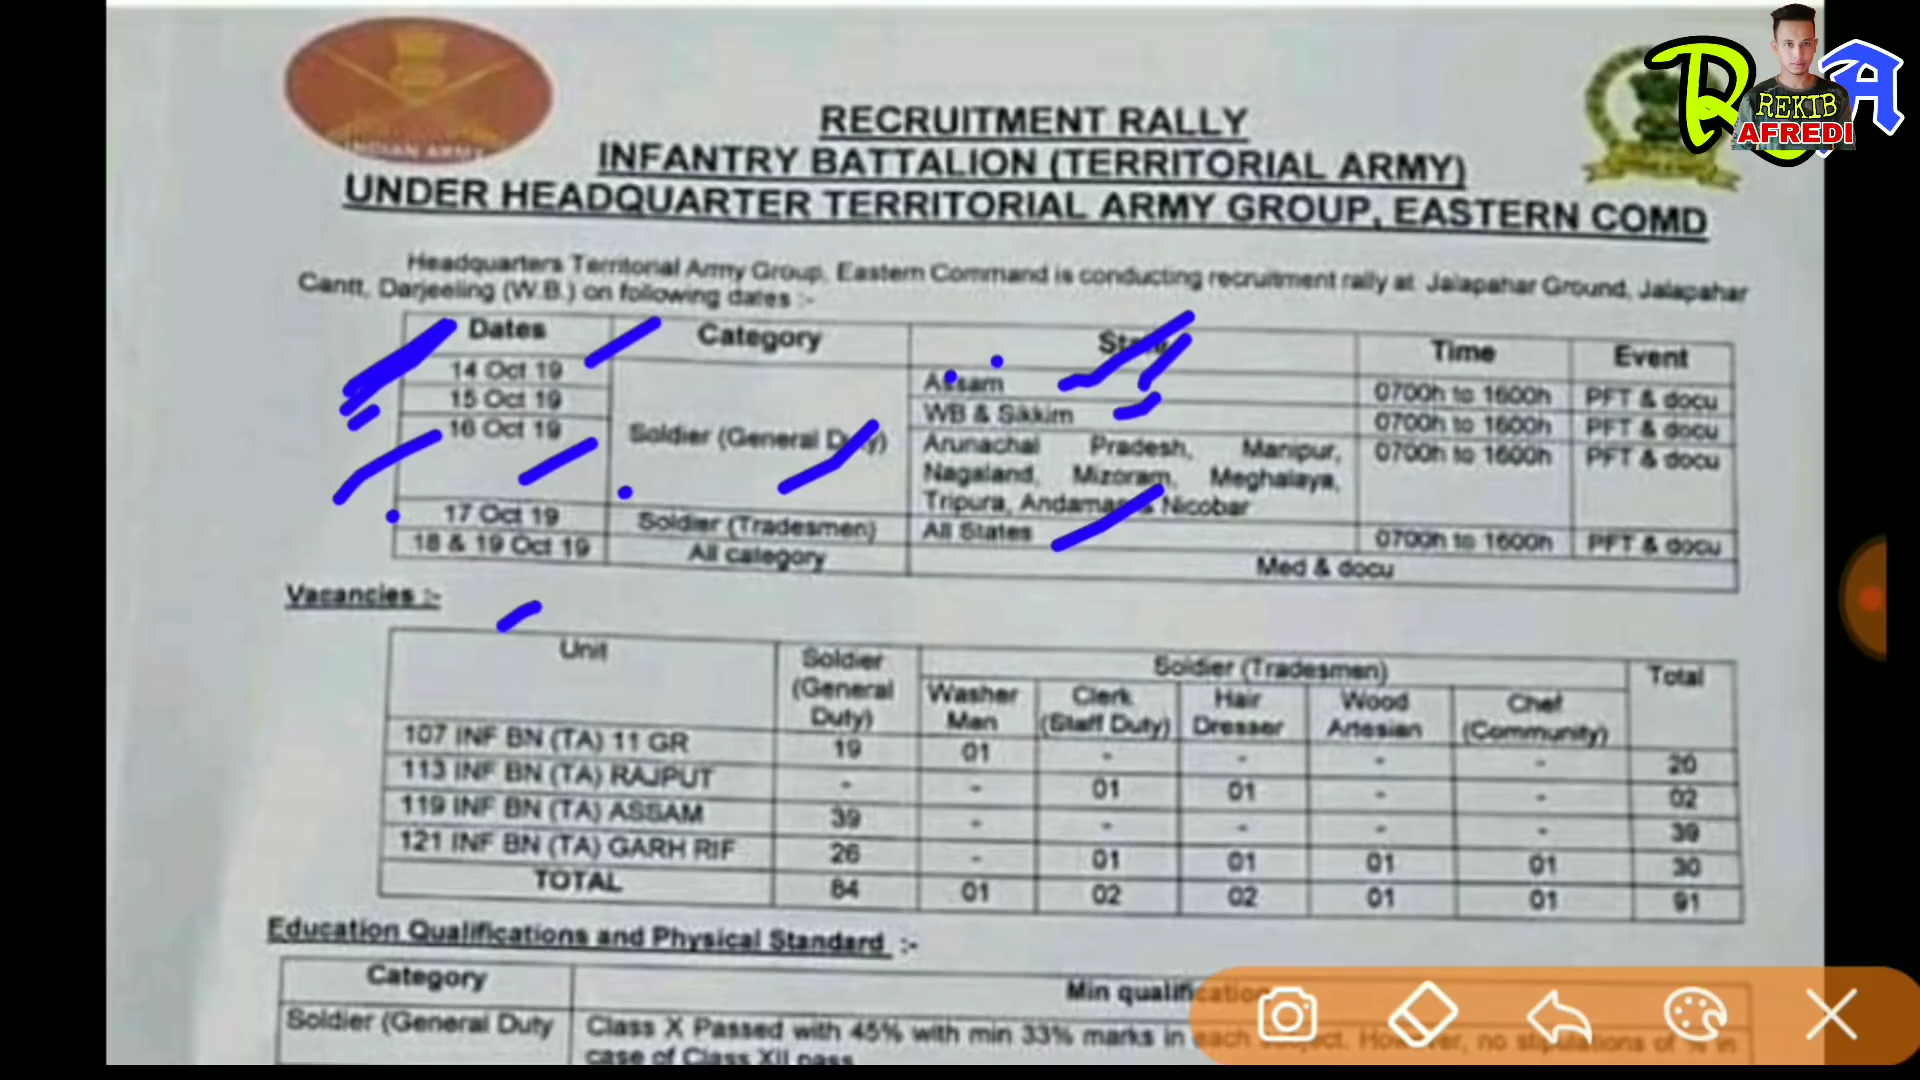 INDIAN ARMY
REKIB
AFREDI
RECRUITMENT RALLY
INFANTRY BATTALION (TERRITORIAL ARMY)
UNDER HEADQUARTER TERRITORIAL ARMY GROUP, EASTERN COMD
Headquarters Territorial Army Group, Eastern Command is conducting recruitment rally at Jalapahar Ground, Jalapahar
Cantt, Darjeeling (W.B.) on following dates :-
Dates Category State Time Event
14 Oct 19 Assam 0700h to 1600h PFT & docu
15 Oct 19 WB & Sikkim 0700h to 1600h PFT & docu
16 Oct 19 Soldier (General Duty) Arunachal Pradesh, Manipur, 0700h to 1600h PFT & docu
Nagaland, Mizoram, Meghalaya,
Tripura, Andaman & Nicobar
17 Oct 19 Soldier (Tradesmen) All States 0700h to 1600h PFT & docu
18 & 19 Oct 19 All category Med & docu
Vacancies :-
Unit Soldier (General Duty) Soldier (Tradesmen) Total
Washer Man Clerk (Staff Duty) Hair Dresser Wood Artesian Chef (Community)
107 INF BN (TA) 11 GR 19 01 - - - - 20
113 INF BN (TA) RAJPUT - - 01 01 - - 02
119 INF BN (TA) ASSAM 39 - - - - - 39
121 INF BN (TA) GARH RIF 26 - 01 01 01 01 30
TOTAL 84 01 02 02 01 01 91
Education Qualifications and Physical Standard :-
Category Min qualification
Soldier (General Duty Class X Passed with 45% with min 33% marks in each subject. However, no stipulations of % in
case of Class XII pass